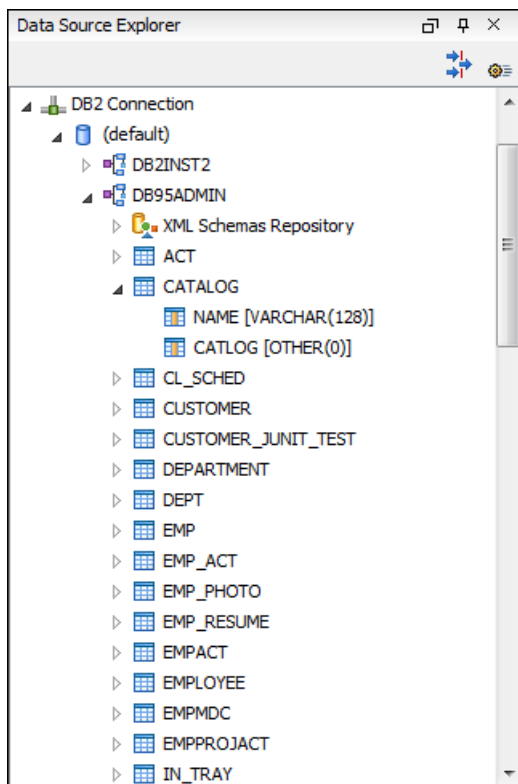 Data Source Explorer
DB2 Connection
(default)
DB2INST2
DB95ADMIN
XML Schemas Repository
ACT
CATALOG
NAME [VARCHAR(128)]
CATLOG [OTHER(0)]
CL_SCHED
CUSTOMER
CUSTOMER_JUNIT_TEST
DEPARTMENT
DEPT
EMP
EMP_ACT
EMP_PHOTO
EMP_RESUME
EMPACT
EMPLOYEE
EMPMDC
EMPPROJACT
IN_TRAY